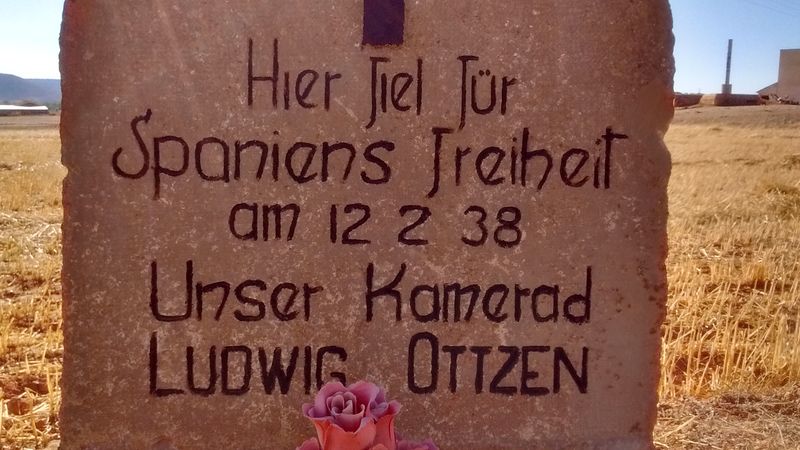 Hier fiel für
Spaniens Freiheit
am 12 2 38
Unser Kamerad
LUDWIG OTTZEN